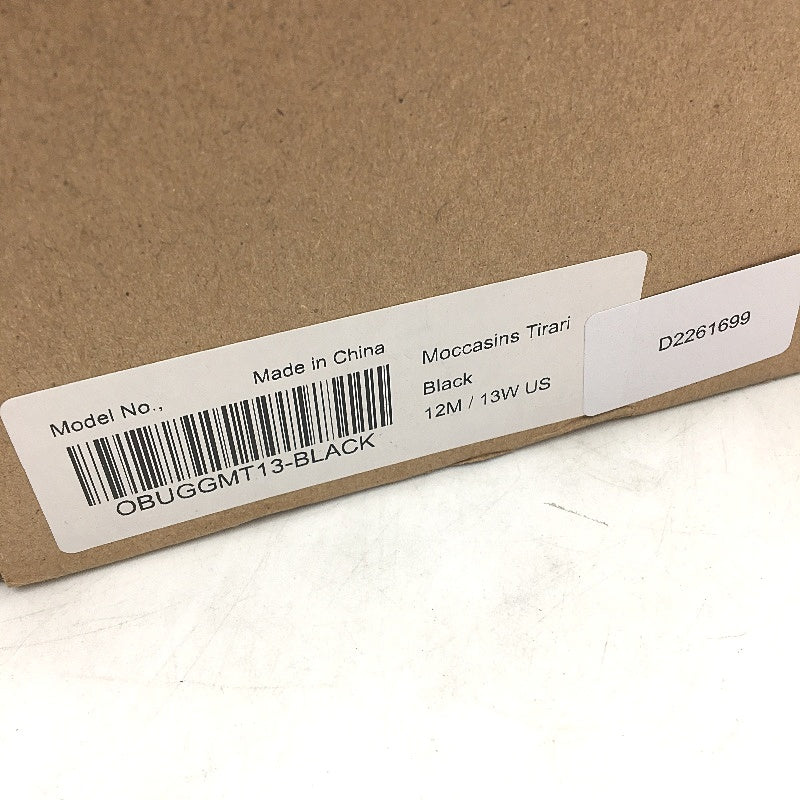 Model No.,
Made in China
OBUGGMT13-BLACK
Moccasins Tirari
Black
12M / 13W US
D2261699